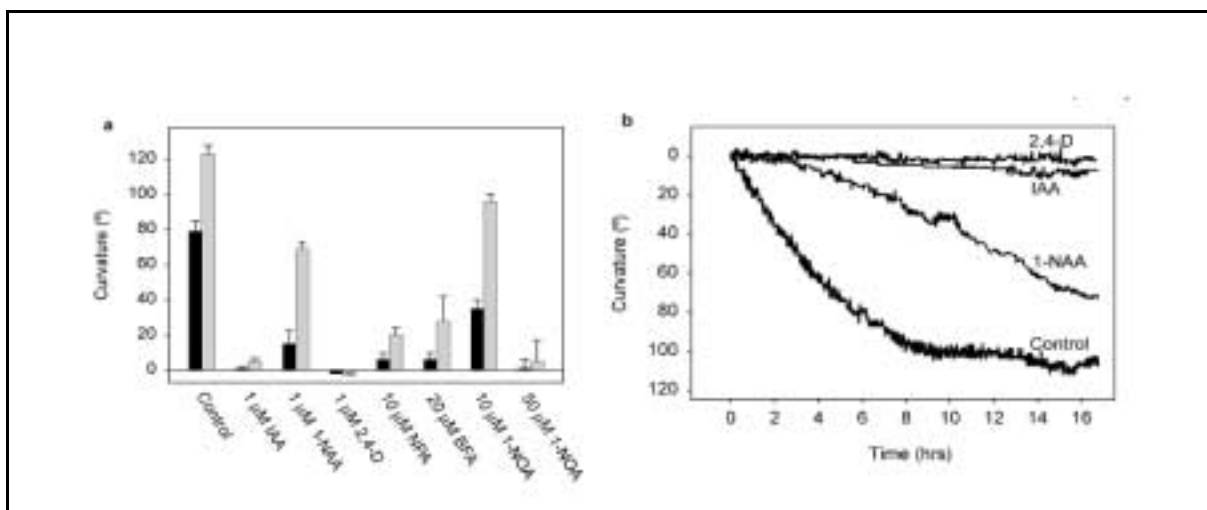 a
120
100
80
60
40
20
0
Curvature (º)
Control
1 µM IAA
1 µM 1-NAA
1 µM 2,4-D
10 µM NPA
20 µM BFA
10 µM 1-NOA
50 µM 1-NOA
b
0
20
40
60
80
100
120
Curvature (º)
2,4-D
IAA
1-NAA
Control
0 2 4 6 8 10 12 14 16
Time (hrs)